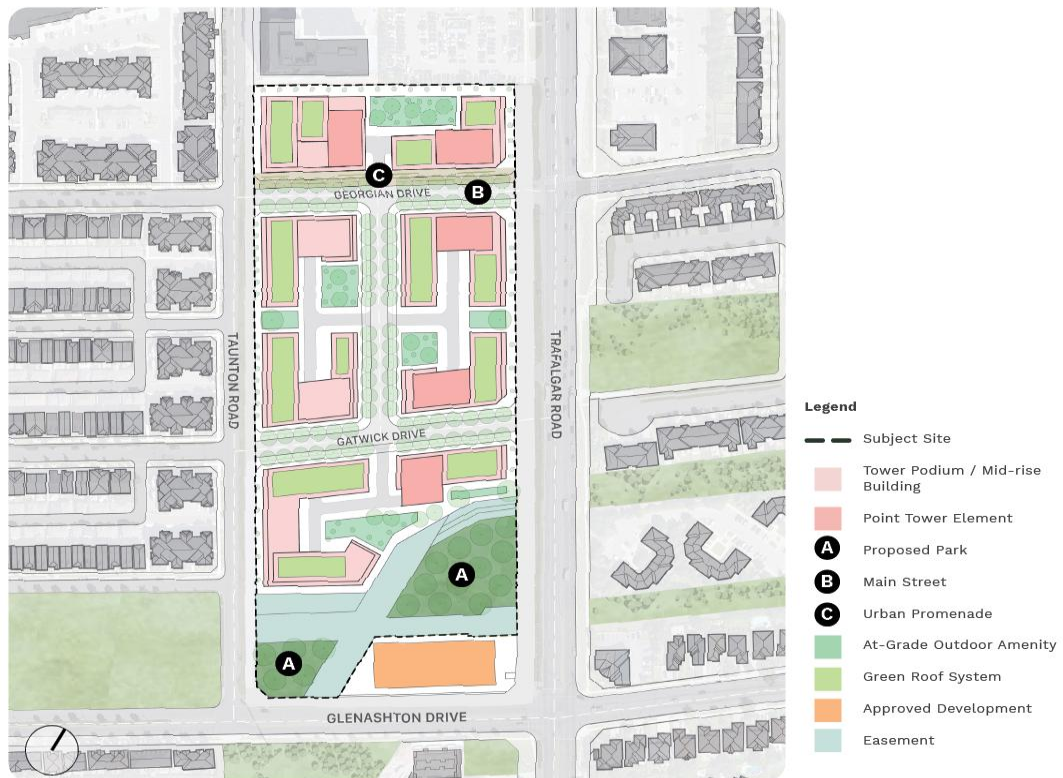 C
GEORGIAN DRIVE
B
TAUNTON ROAD
TRAFALGAR ROAD
GATWICK DRIVE
A
A
GLENASHTON DRIVE
Legend
Subject Site
Tower Podium / Mid-rise
Building
Point Tower Element
A Proposed Park
B Main Street
C Urban Promenade
At-Grade Outdoor Amenity
Green Roof System
Approved Development
Easement